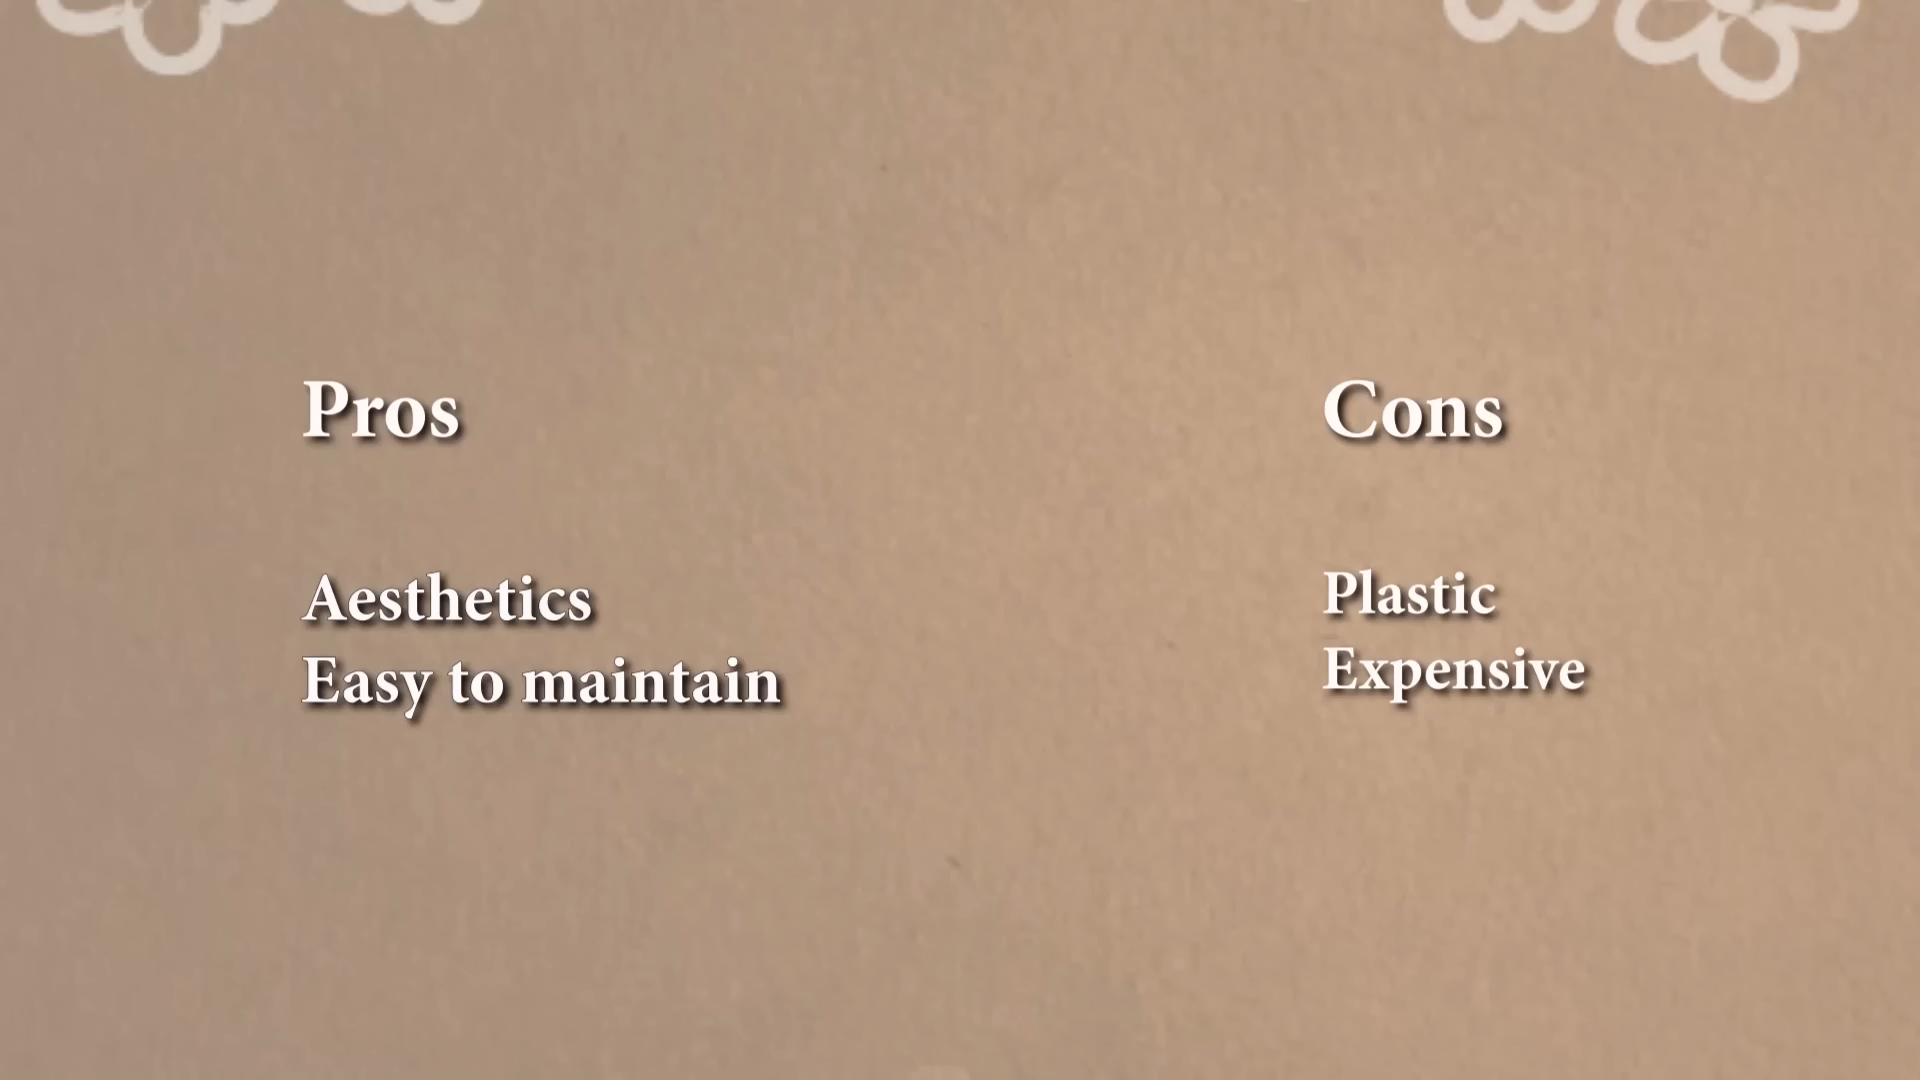 Pros
Aesthetics
Easy to maintain
Cons
Plastic
Expensive